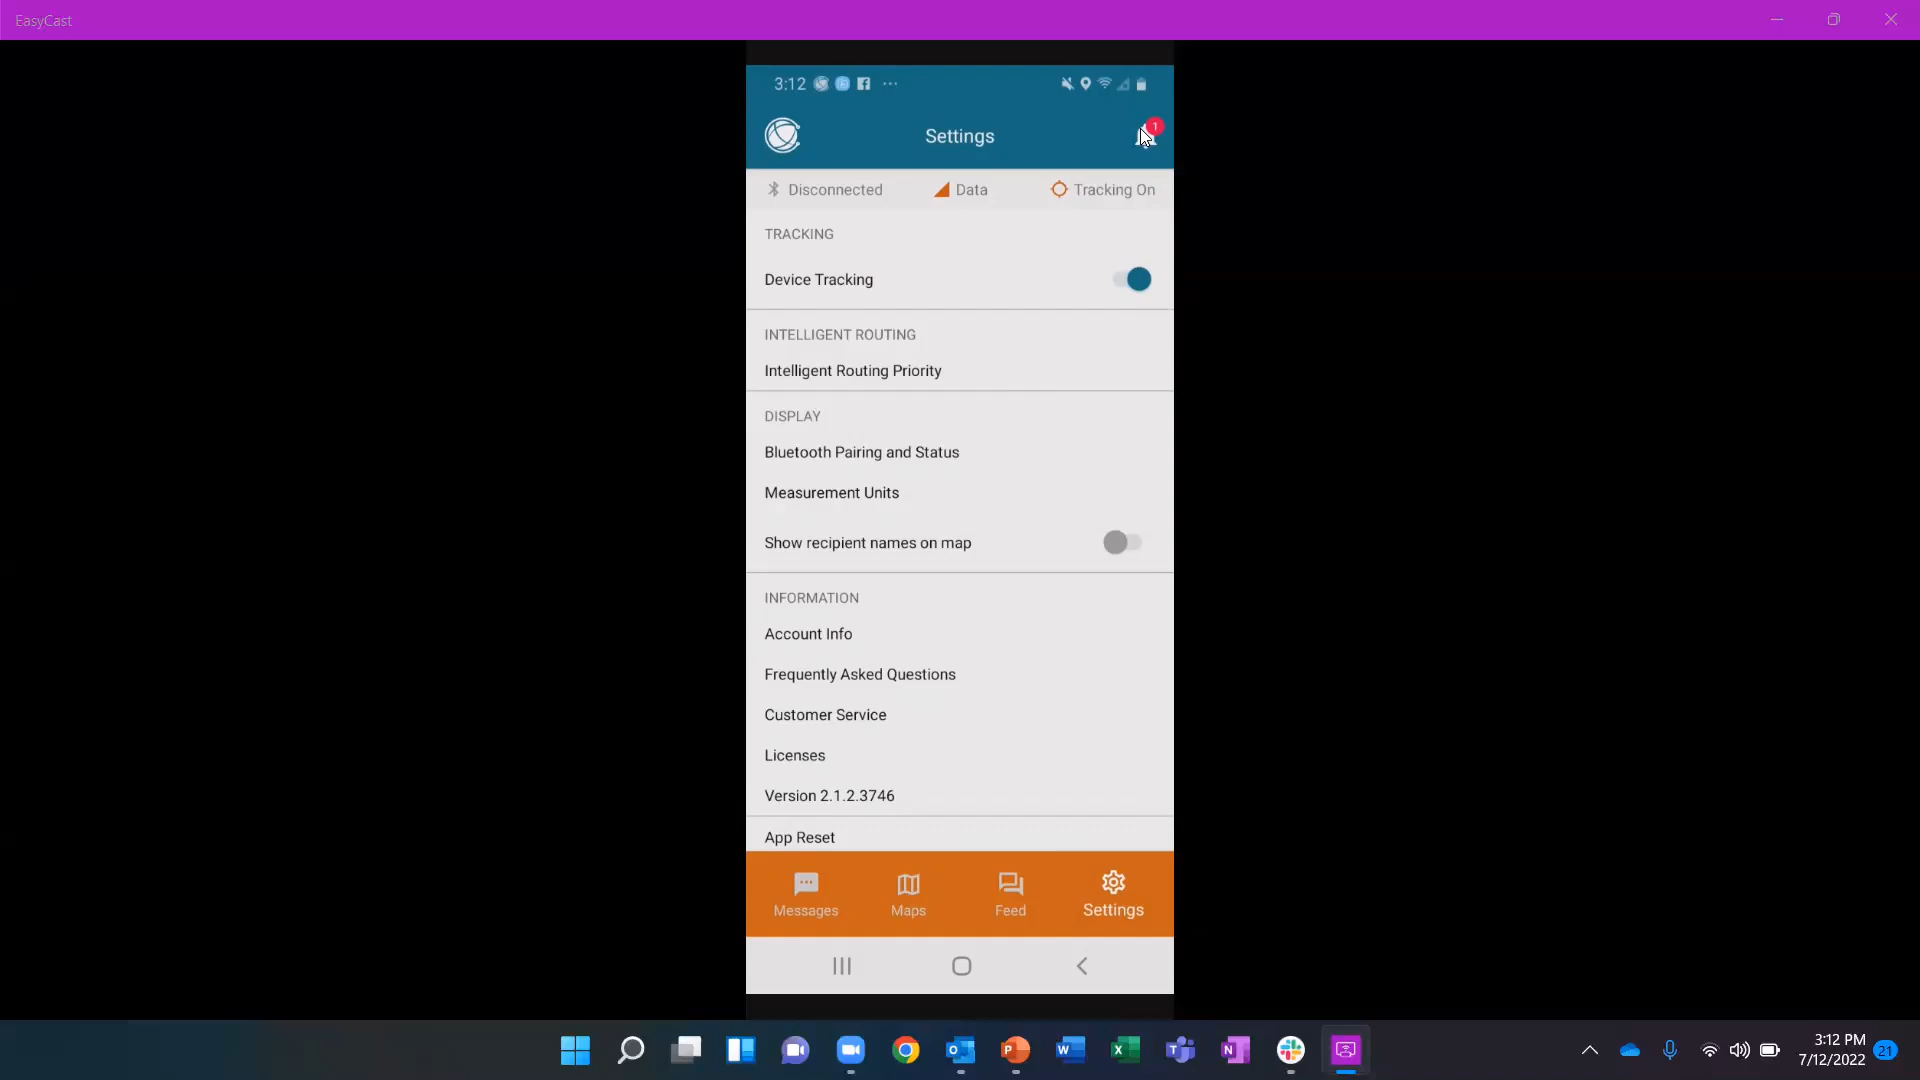 EasyCast
3:12
Settings
1
Disconnected Data Tracking On
TRACKING
Device Tracking
INTELLIGENT ROUTING
Intelligent Routing Priority
DISPLAY
Bluetooth Pairing and Status
Measurement Units
Show recipient names on map
INFORMATION
Account Info
Frequently Asked Questions
Customer Service
Licenses
Version 2.1.2.3746
App Reset
Messages Maps Feed Settings
3:12 PM
7/12/2022 21